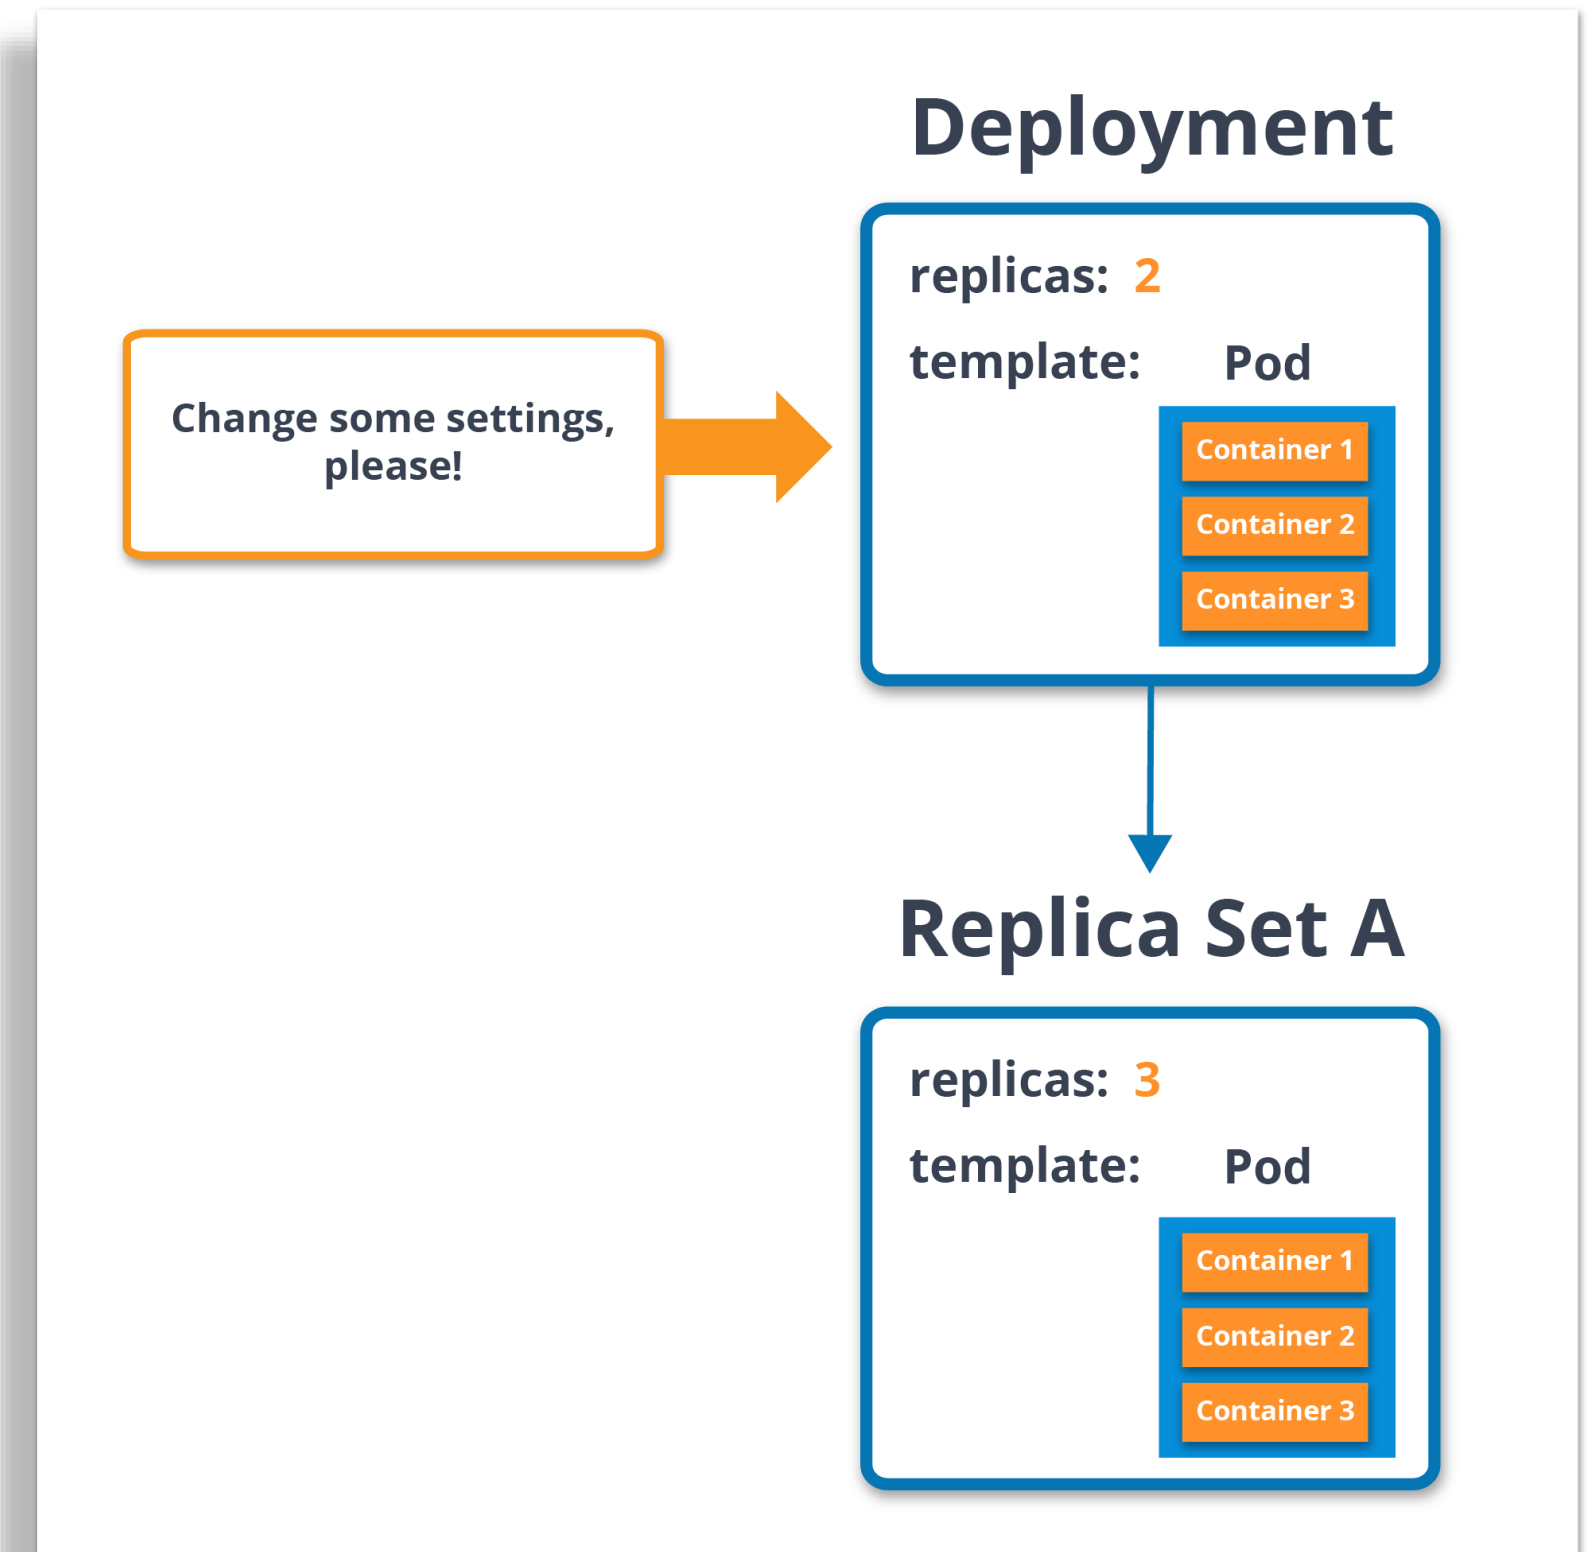 Deployment
replicas: 2
template: Pod
Container 1
Container 2
Container 3
Change some settings,
please!
Replica Set A
replicas: 3
template: Pod
Container 1
Container 2
Container 3